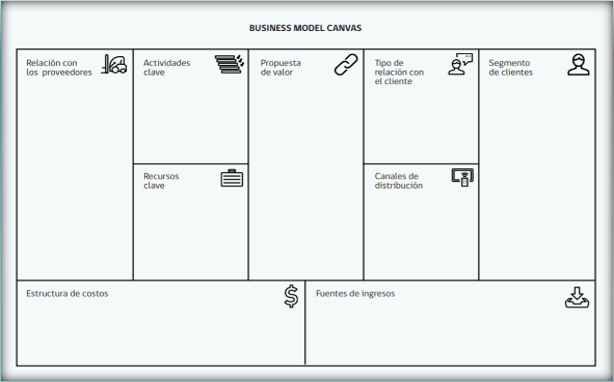 BUSINESS MODEL CANVAS
Relación con
los proveedores
Actividades
clave
Propuesta
de valor
Tipo de
relación con
el cliente
Segmento
de clientes
Recursos
clave
Canales de
distribución
Estructura de costos
$
Fuentes de ingresos